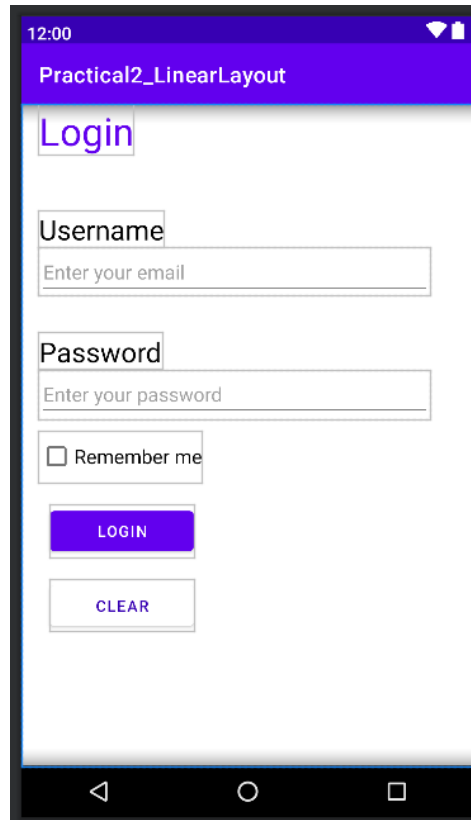 12:00
Practical2_LinearLayout
Login
Username
Enter your email
Password
Enter your password
Remember me
LOGIN
CLEAR